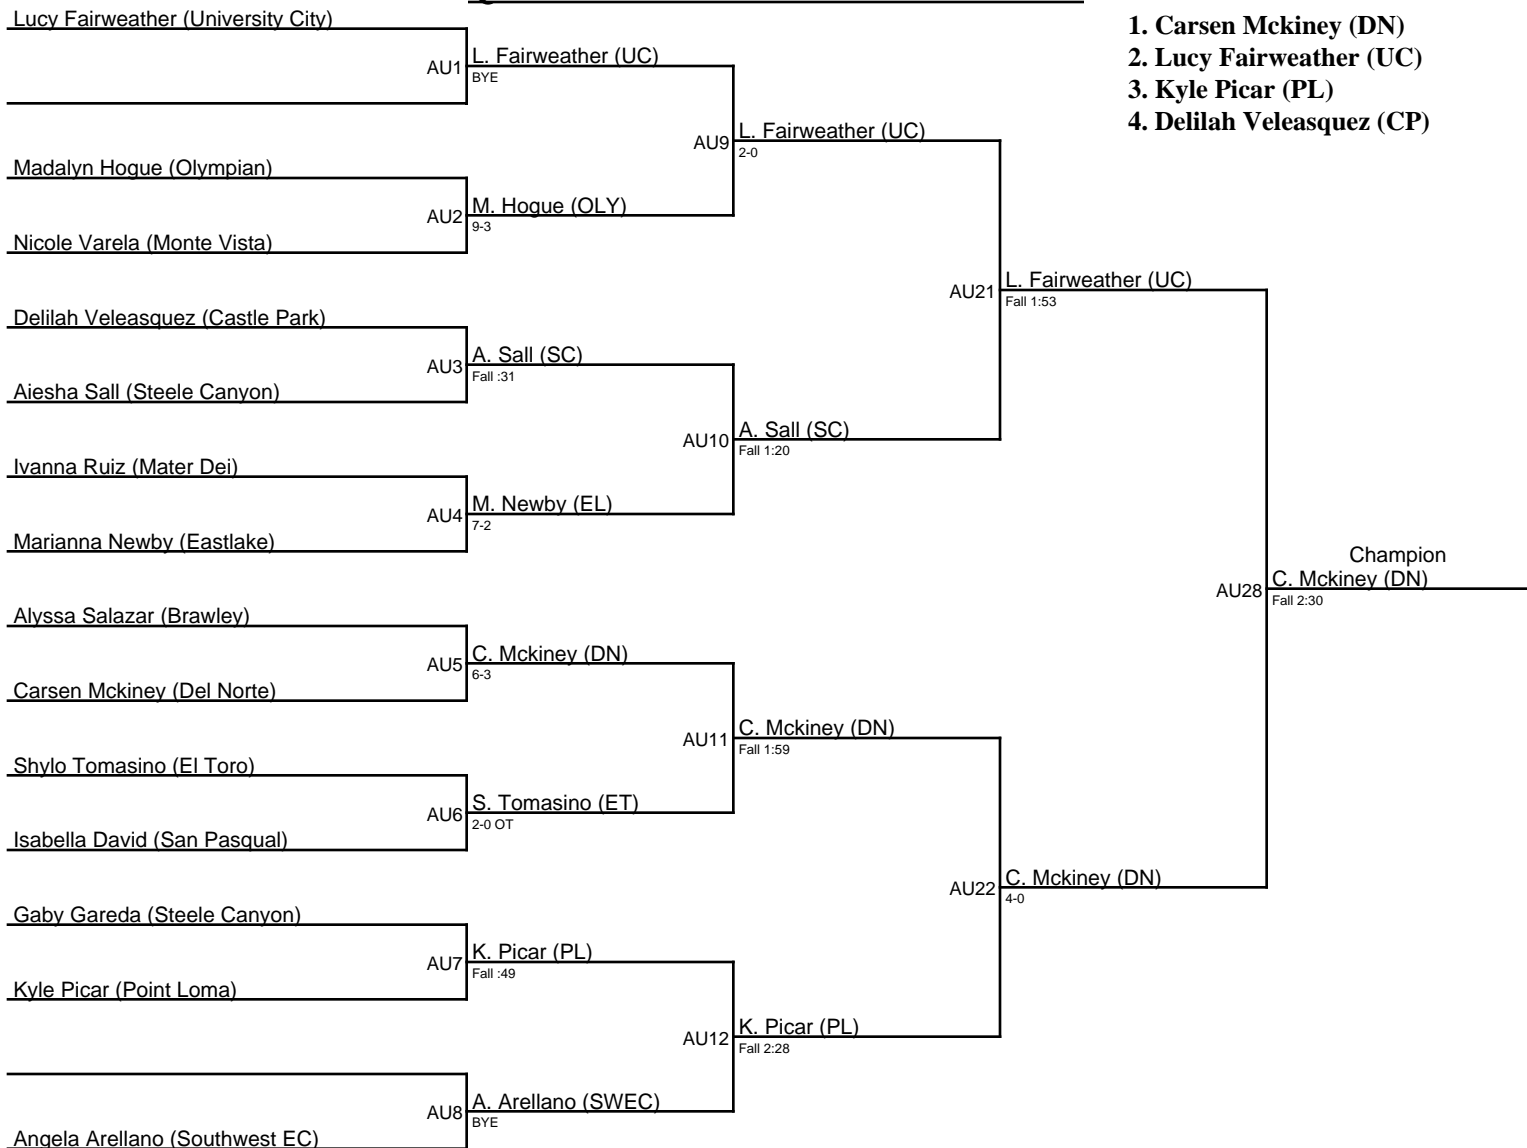 1. Carsen Mckiney (DN)
2. Lucy Fairweather (UC)
3. Kyle Picar (PL)
4. Delilah Veleasquez (CP)
Lucy Fairweather (University City)
AU1
L. Fairweather (UC)
BYE
AU9
L. Fairweather (UC)
2-0
Madalyn Hogue (Olympian)
AU2
M. Hogue (OLY)
9-3
Nicole Varela (Monte Vista)
AU21
L. Fairweather (UC)
Fall 1:53
Delilah Veleasquez (Castle Park)
AU3
A. Sall (SC)
Fall :31
Aiesha Sall (Steele Canyon)
AU10
A. Sall (SC)
Fall 1:20
Ivanna Ruiz (Mater Dei)
AU4
M. Newby (EL)
7-2
Marianna Newby (Eastlake)
Champion
AU28
C. Mckiney (DN)
Fall 2:30
Alyssa Salazar (Brawley)
AU5
C. Mckiney (DN)
6-3
Carsen Mckiney (Del Norte)
AU11
C. Mckiney (DN)
Fall 1:59
Shylo Tomasino (El Toro)
AU6
S. Tomasino (ET)
2-0 OT
Isabella David (San Pasqual)
AU22
C. Mckiney (DN)
4-0
Gaby Gareda (Steele Canyon)
AU7
K. Picar (PL)
Fall :49
Kyle Picar (Point Loma)
AU12
K. Picar (PL)
Fall 2:28
AU8
A. Arellano (SWEC)
BYE
Angela Arellano (Southwest EC)